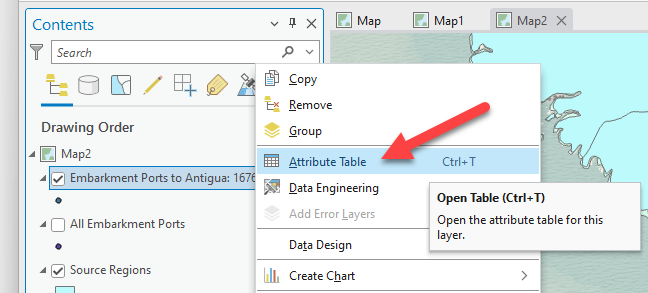 Contents
Map
Map1
Map2
Search
Drawing Order
Map2
Embarkment Ports to Antigua: 1676
All Embarkment Ports
Source Regions
Copy
Remove
Group
Attribute Table Ctrl+T
Data Engineering
Add Error Layers
Data Design
Create Chart
Open Table (Ctrl+T)
Open the attribute table for this
layer.